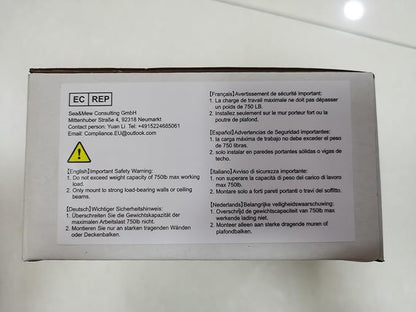 EC REP
Sea&Mew Consulting GmbH
Mittenhuber Straße 4, 92318 Neumarkt
Contact person: Yuan Li Tel: +4915224685061
Email: Compliance.EU@outlook.com
[English]Important Safety Warning:
1. Do not exceed weight capacity of 750lb max working
load.
2. Only mount to strong load-bearing walls or ceiling
beams.
[Deutsch]Wichtiger Sicherheitshinweis:
1. Überschreiten Sie die Gewichtskapazität der
maximalen Arbeitslast 750lb nicht.
2. Montieren Sie nur an starken tragenden Wänden
oder Deckenbalken.
[Français]Avertissement de sécurité important:
1. La charge de travail maximale ne doit pas dépasser
un poids de 750 LB.
2. Installez seulement sur le mur porteur fort ou la
poutre de plafond.
[Español]Advertencias de Seguridad importantes:
1. la carga máxima de trabajo no debe exceder el peso
de 750 libras.
2. solo instalar en paredes portantes sólidas o vigas de
techo.
[Italiano]Avviso di sicurezza importante:
1. non superare la capacità di peso del carico di lavoro
max 750lb.
2. Montare solo a forti pareti portanti o travi del soffitto.
[Nederlands]Belangrijke veiligheidswaarschuwing:
1. Overschrijd de gewichtscapaciteit van 750lb max
werkende lading niet.
2. Monteer alleen aan sterke dragende muren of
plafondbalken.